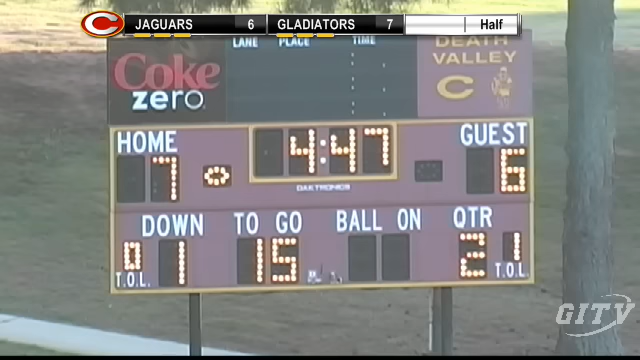 C JAGUARS 6 GLADIATORS 7 Half
LANE PLACE TIME
DEATH
VALLEY
C
Coke
zero
HOME 4:47 GUEST
7 6
DAKTRONICS
DOWN TO GO BALL ON QTR
0 1 15 2 1
T.O.L. T.O.L.
GITV